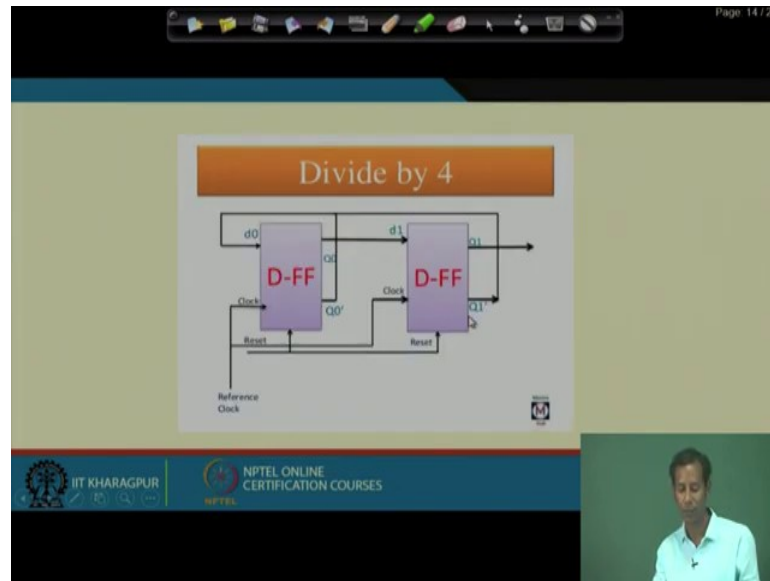 Page: 14 / 2
Divide by 4
d0
d1
Q0
Q1
D-FF
D-FF
Clock
Clock
Q0'
Q1'
Reset
Reset
Reference
Clock
IIT KHARAGPUR
NPTEL
NPTEL ONLINE
CERTIFICATION COURSES